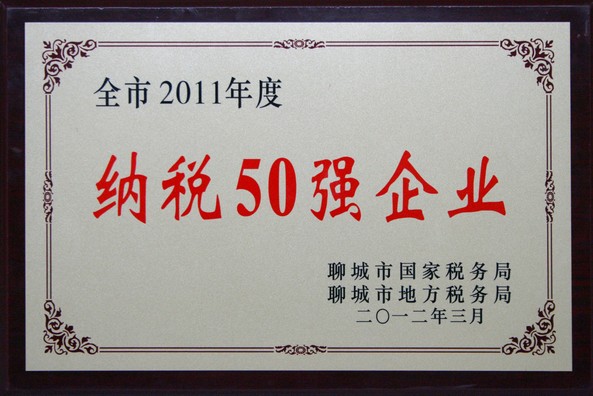 全市2011年度
纳税50强企业
聊城市国家税务局
聊城市地方税务局
二〇一二年三月